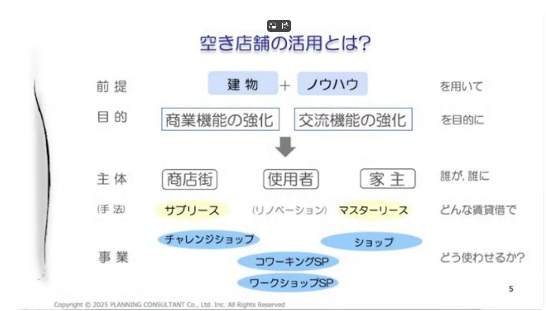 空き店舗の活用とは?
前提 建物 + ノウハウ を用いて
目的 商業機能の強化 交流機能の強化 を目的に
主体 商店街 使用者 家主 誰が、誰に
(手法) サブリース (リノベーション) マスターリース どんな賃貸借で
チャレンジショップ ショップ
事業 コワーキングSP どう使わせるか?
ワークショップSP
5
Copyright © 2025 PLANNING CONSULTANT Co., Ltd. Inc. All Rights Reserved